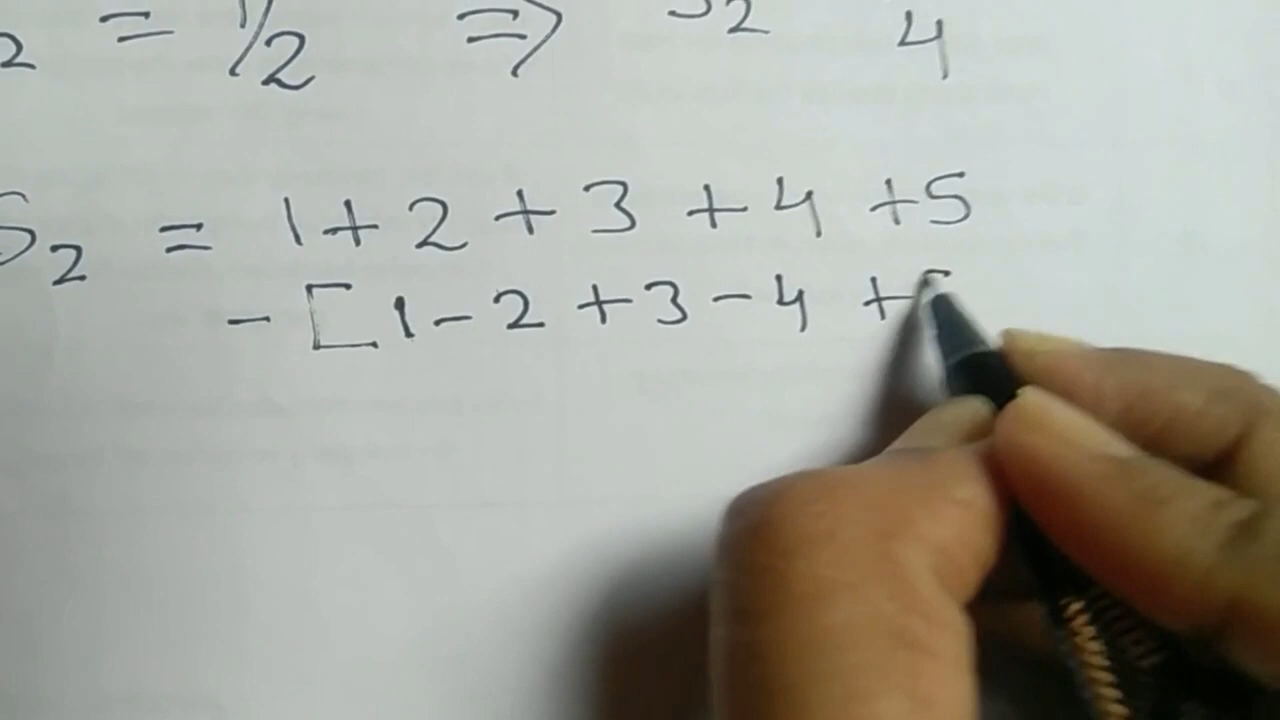 2 = 1/2 => S2 4
S2 = 1 + 2 + 3 + 4 + 5
- [ 1 - 2 + 3 - 4 +